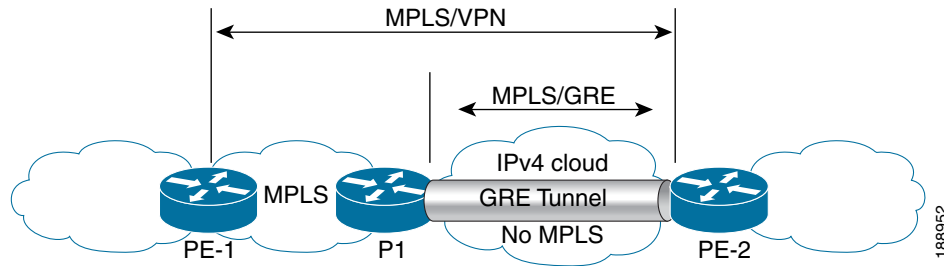 MPLS/VPN
MPLS/GRE
IPv4 cloud
MPLS
GRE Tunnel
No MPLS
PE-1
P1
PE-2
188952